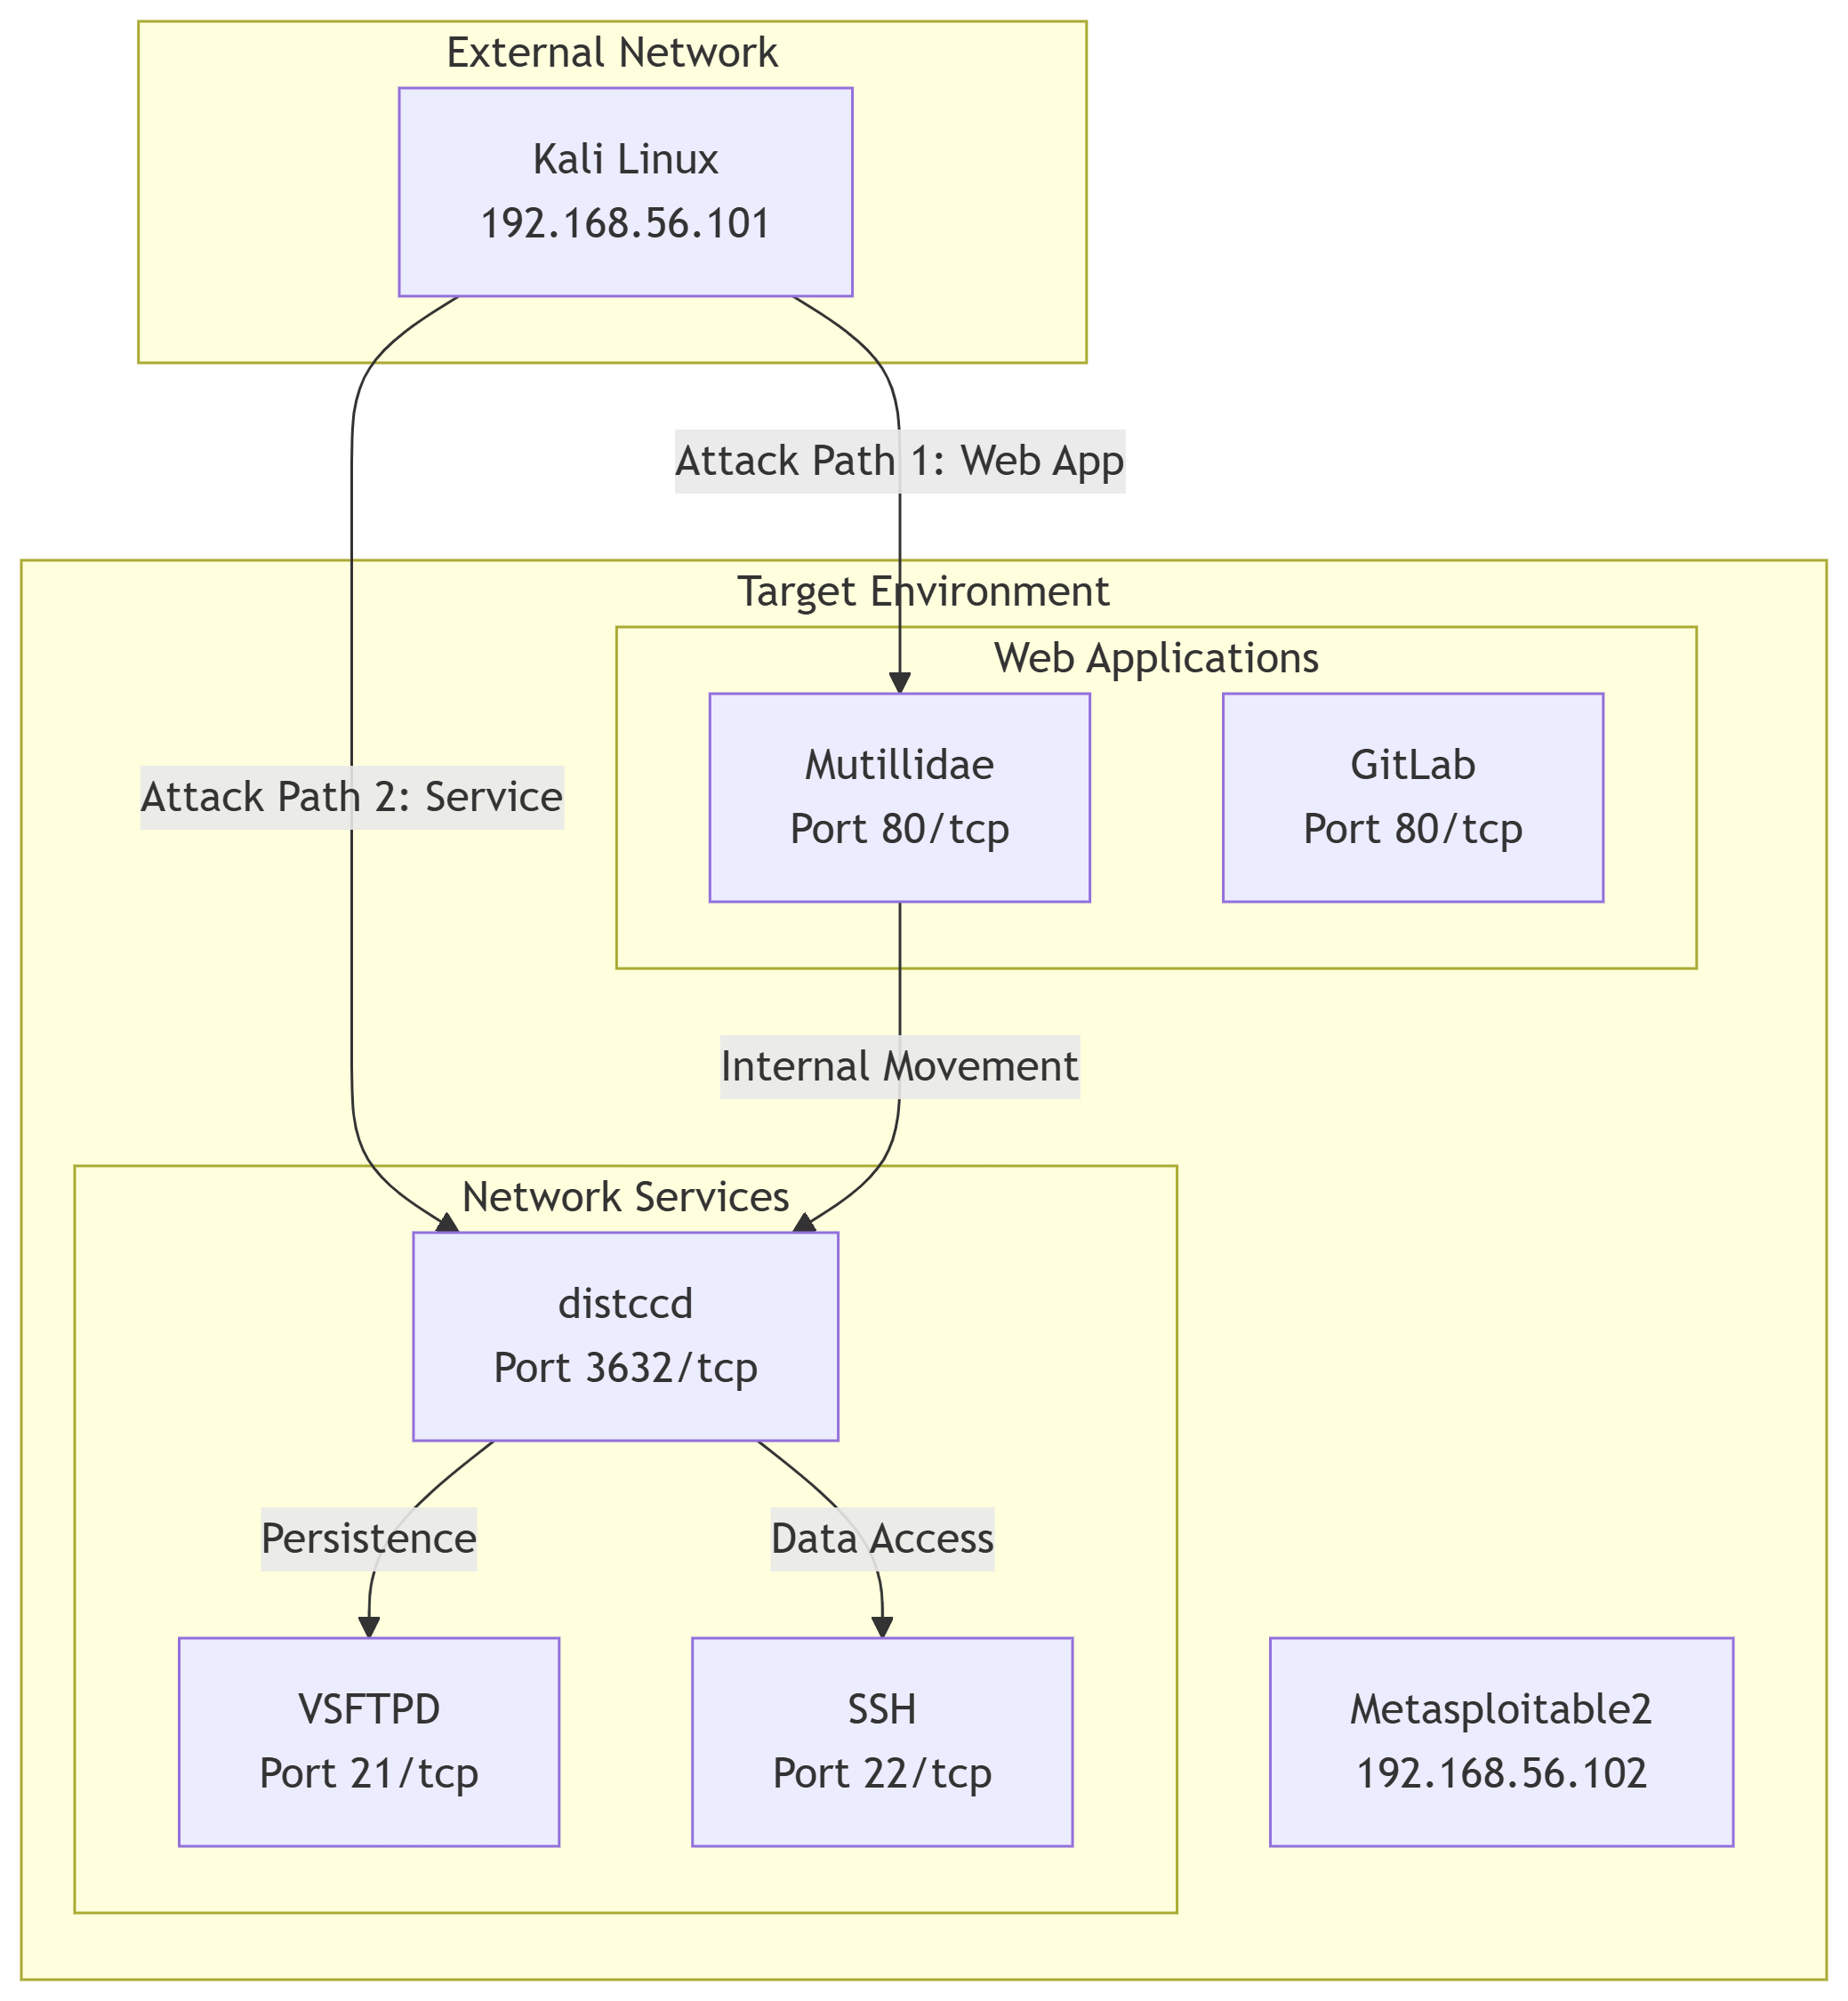 External Network
Kali Linux
192.168.56.101
Attack Path 1: Web App
Target Environment
Web Applications
Mutillidae
Port 80/tcp
GitLab
Port 80/tcp
Attack Path 2: Service
Internal Movement
Network Services
distccd
Port 3632/tcp
Persistence
Data Access
VSFTPD
Port 21/tcp
SSH
Port 22/tcp
Metasploitable2
192.168.56.102